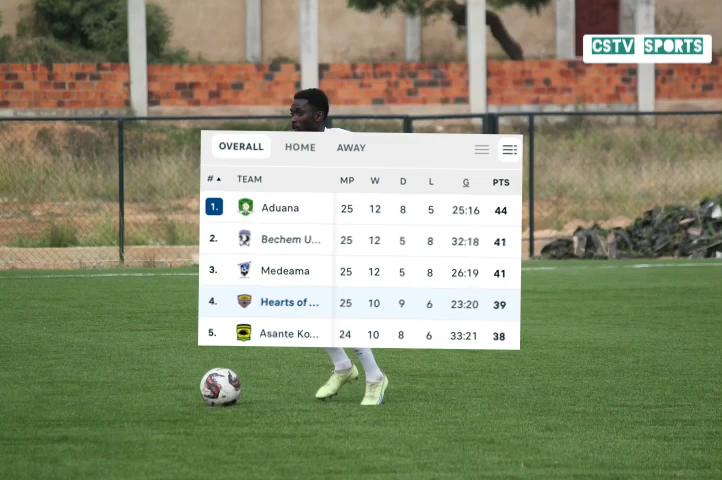 CSTV SPORTS
OVERALL HOME AWAY
# TEAM MP W D L G PTS
1. Aduana 25 12 8 5 25:16 44
2. Bechem U... 25 12 5 8 32:18 41
3. Medeama 25 12 5 8 26:19 41
4. Hearts of ... 25 10 9 6 23:20 39
5. Asante Ko... 24 10 8 6 33:21 38